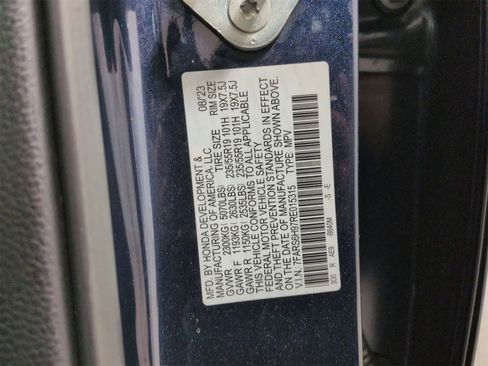 MFD. BY HONDA DEVELOPMENT & 08/'23
MANUFACTURING OF AMERICA, LLC.
TIRE SIZE RIM SIZE
GVWR 2300KG( 5070LBS)
GAWR F 1193KG( 2630LBS) 235/55R19 101H 19X7.5J
GAWR R 1150KG( 2535LBS) 235/55R19 101H 19X7.5J
THIS VEHICLE CONFORMS TO ALL APPLICABLE
FEDERAL MOTOR VEHICLE SAFETY
AND THEFT PREVENTION STANDARDS IN EFFECT
ON THE DATE OF MANUFACTURE SHOWN ABOVE.
V.I.N.:7FARS6H07RE015315 TYPE: MPV
R AE9 -B640M -S -E